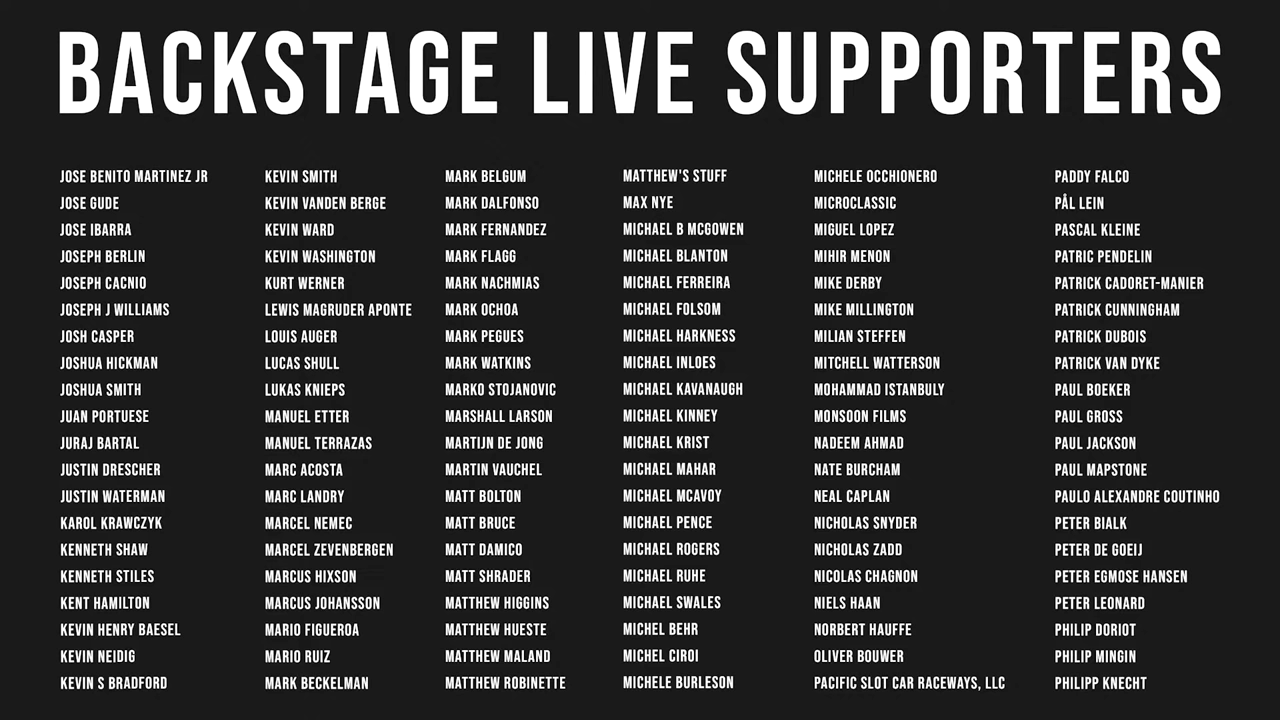 BACKSTAGE LIVE SUPPORTERS
JOSE BENITO MARTINEZ JR
JOSE GUDE
JOSE IBARRA
JOSEPH BERLIN
JOSEPH CACNIO
JOSEPH J WILLIAMS
JOSH CASPER
JOSHUA HICKMAN
JOSHUA SMITH
JUAN PORTUESE
JURAJ BARTAL
JUSTIN DRESCHER
JUSTIN WATERMAN
KAROL KRAWCZYK
KENNETH SHAW
KENNETH STILES
KENT HAMILTON
KEVIN HENRY BAESEL
KEVIN NEIDIG
KEVIN S BRADFORD
KEVIN SMITH
KEVIN VANDEN BERGE
KEVIN WARD
KEVIN WASHINGTON
KURT WERNER
LEWIS MAGRUDER APONTE
LOUIS AUGER
LUCAS SHULL
LUKAS KNIEPS
MANUEL ETTER
MANUEL TERRAZAS
MARC ACOSTA
MARC LANDRY
MARCEL NEMEC
MARCEL ZEVENBERGEN
MARCUS HIXSON
MARCUS JOHANSSON
MARIO FIGUEROA
MARIO RUIZ
MARK BECKELMAN
MARK BELGUM
MARK DALFONSO
MARK FERNANDEZ
MARK FLAGG
MARK NACHMIAS
MARK OCHOA
MARK PEGUES
MARK WATKINS
MARKO STOJANOVIC
MARSHALL LARSON
MARTIJN DE JONG
MARTIN VAUCHEL
MATT BOLTON
MATT BRUCE
MATT DAMICO
MATT SHRADER
MATTHEW HIGGINS
MATTHEW HUESTE
MATTHEW MALAND
MATTHEW ROBINETTE
MATTHEW'S STUFF
MAX NYE
MICHAEL B MCGOWEN
MICHAEL BLANTON
MICHAEL FERREIRA
MICHAEL FOLSOM
MICHAEL HARKNESS
MICHAEL INLOES
MICHAEL KAVANAUGH
MICHAEL KINNEY
MICHAEL KRIST
MICHAEL MAHAR
MICHAEL MCAVOY
MICHAEL PENCE
MICHAEL ROGERS
MICHAEL RUHE
MICHAEL SWALES
MICHEL BEHR
MICHEL CIROI
MICHELE BURLESON
MICHELE OCCHIONERO
MICROCLASSIC
MIGUEL LOPEZ
MIHIR MENON
MIKE DERBY
MIKE MILLINGTON
MILIAN STEFFEN
MITCHELL WATTERSON
MOHAMMAD ISTANBULY
MONSOON FILMS
NADEEM AHMAD
NATE BURCHAM
NEAL CAPLAN
NICHOLAS SNYDER
NICHOLAS ZADD
NICOLAS CHAGNON
NIELS HAAN
NORBERT HAUFFE
OLIVER BOUWER
PACIFIC SLOT CAR RACEWAYS, LLC
PADDY FALCO
PÅL LEIN
PASCAL KLEINE
PATRIC PENDELIN
PATRICK CADORET-MANIER
PATRICK CUNNINGHAM
PATRICK DUBOIS
PATRICK VAN DYKE
PAUL BOEKER
PAUL GROSS
PAUL JACKSON
PAUL MAPSTONE
PAULO ALEXANDRE COUTINHO
PETER BIALK
PETER DE GOEIJ
PETER EGMOSE HANSEN
PETER LEONARD
PHILIP DORIOT
PHILIP MINGIN
PHILIPP KNECHT